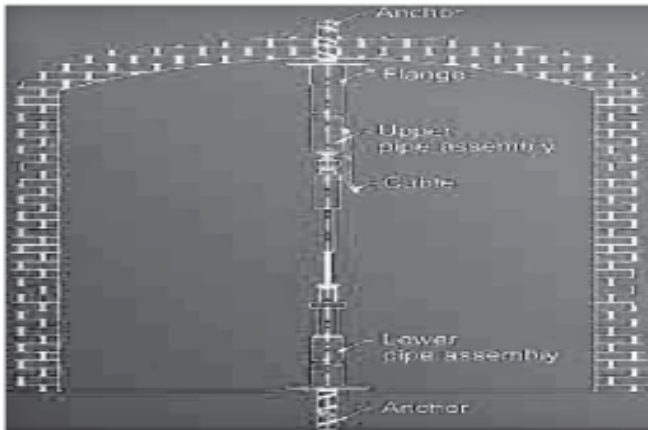 Anchor
Flange
Upper
pipe assembly
Cable
Lower
pipe assembly
Anchor